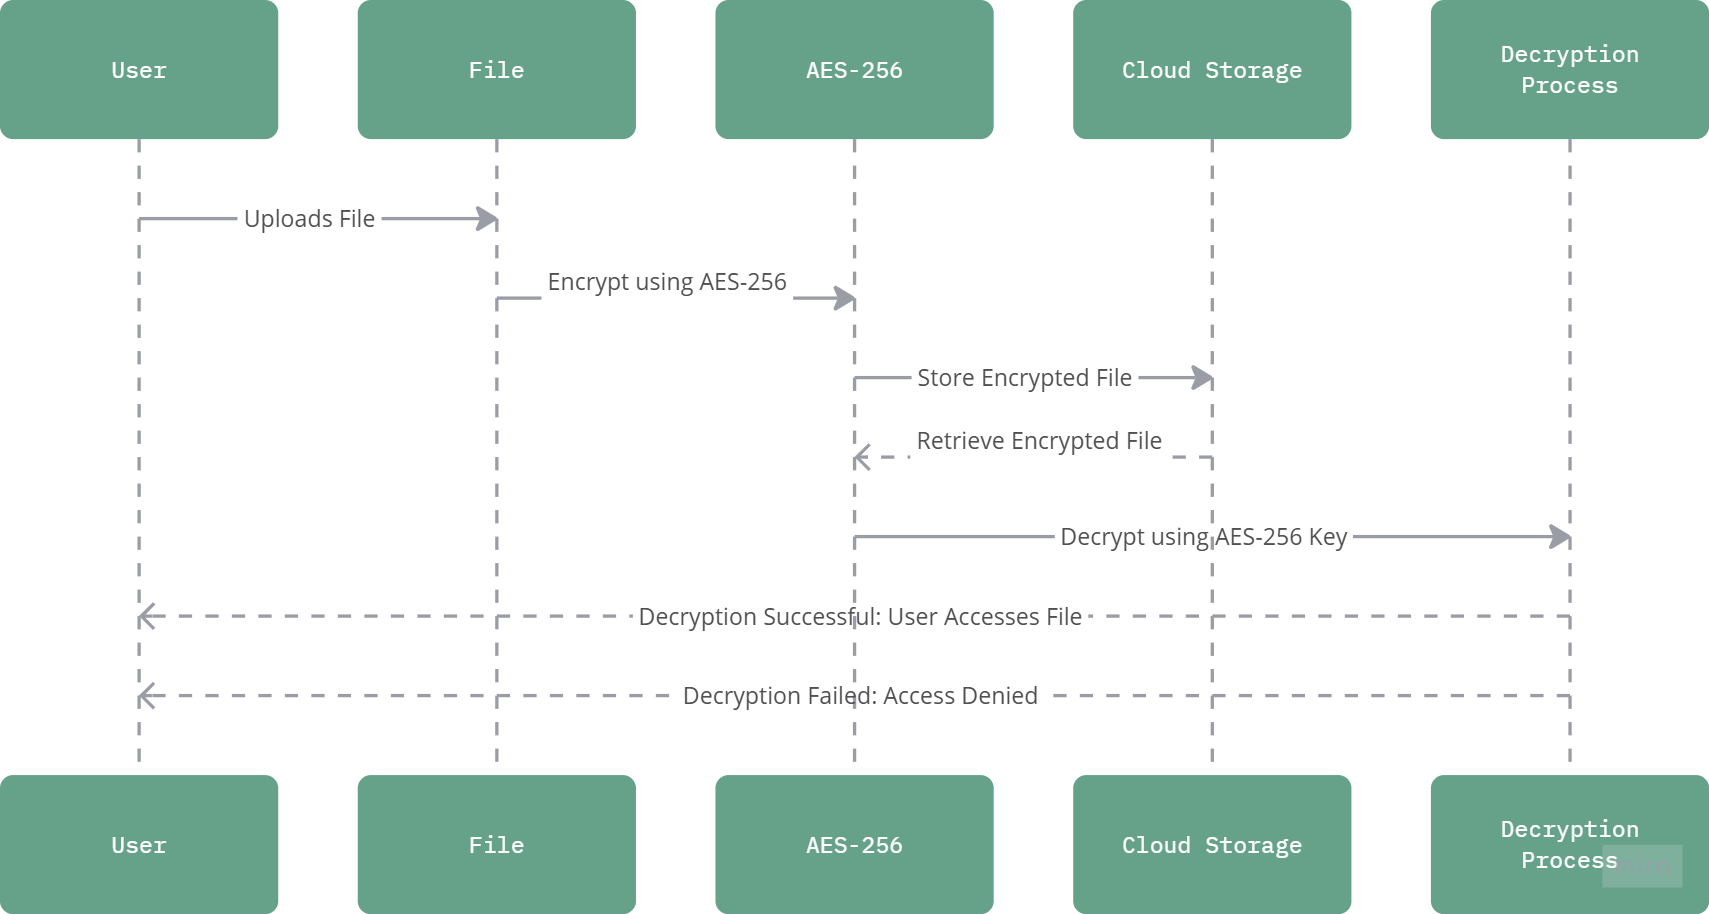 User
File
AES-256
Cloud Storage
Decryption
Process
Uploads File
Encrypt using AES-256
Store Encrypted File
Retrieve Encrypted File
Decrypt using AES-256 Key
Decryption Successful: User Accesses File
Decryption Failed: Access Denied
User
File
AES-256
Cloud Storage
Decryption
Process